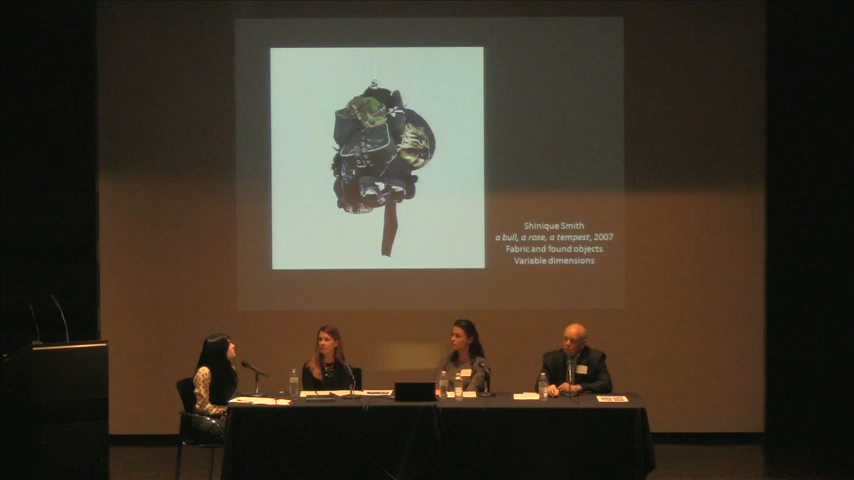 Shinique Smith
a bull, a rose, a tempest, 2007
Fabric and found objects
Variable dimensions